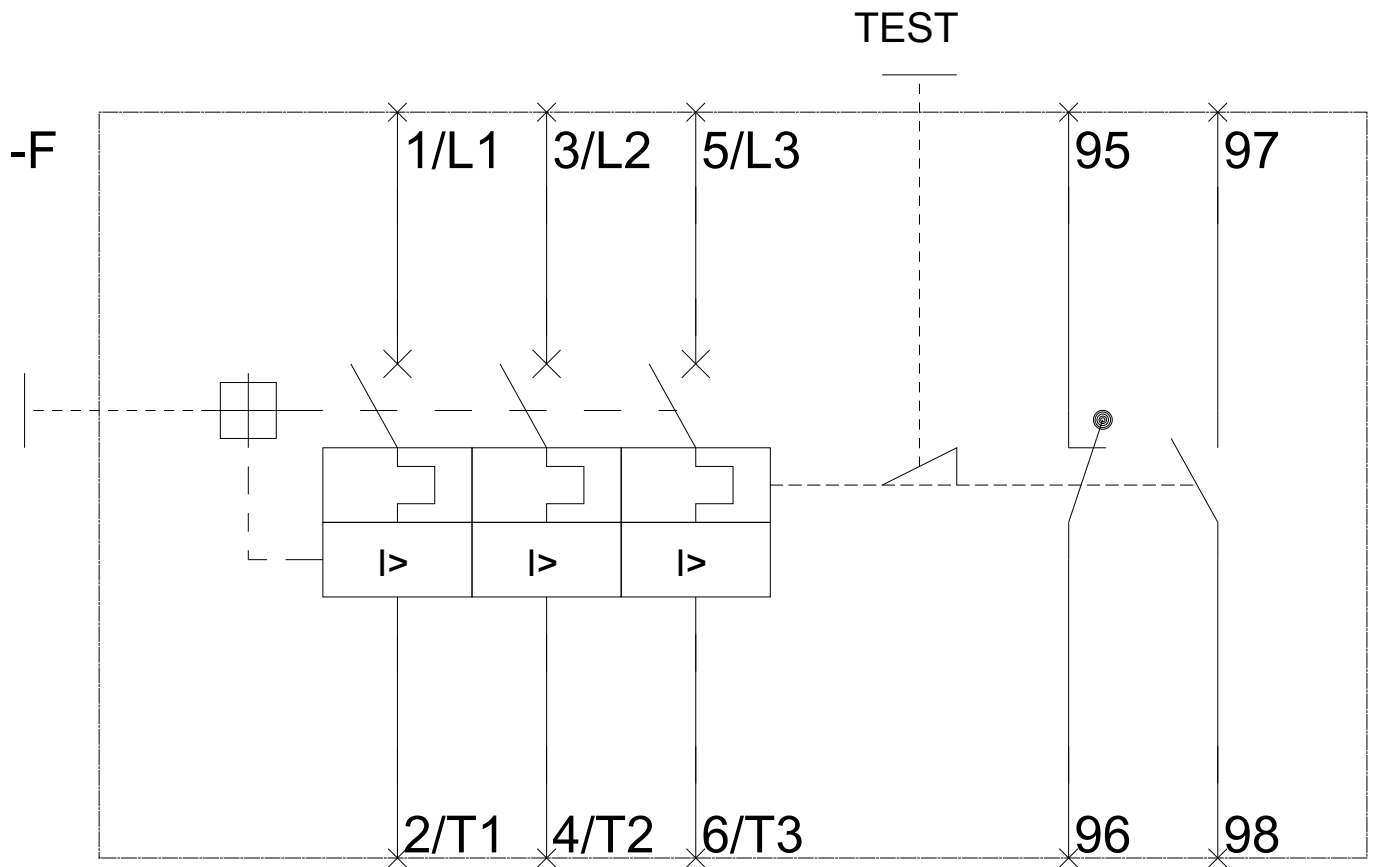 TEST
-F
1/L1 3/L2 5/L3 95 97
I> I> I>
2/T1 4/T2 6/T3 96 98